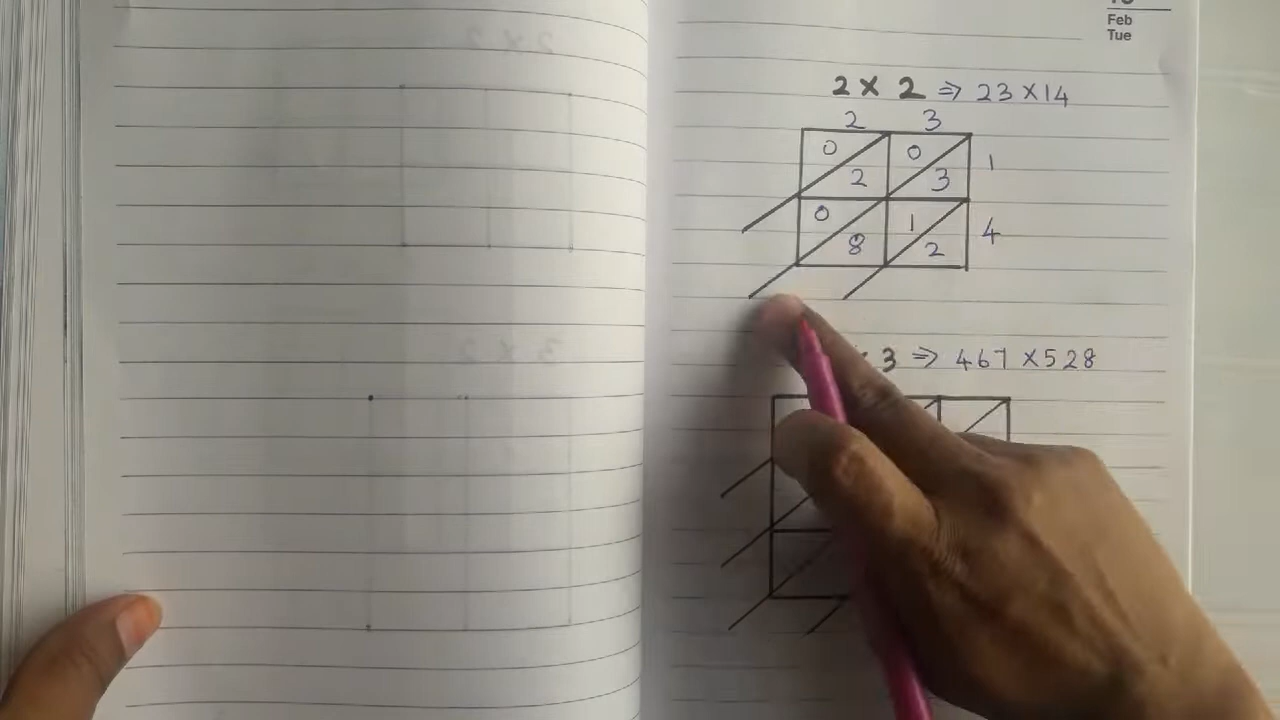 Feb
Tue
2 x 2 ⇒ 23 x 14
2 3
0 0 1
2 3
0 1 4
8 2
3 ⇒ 467 x 528